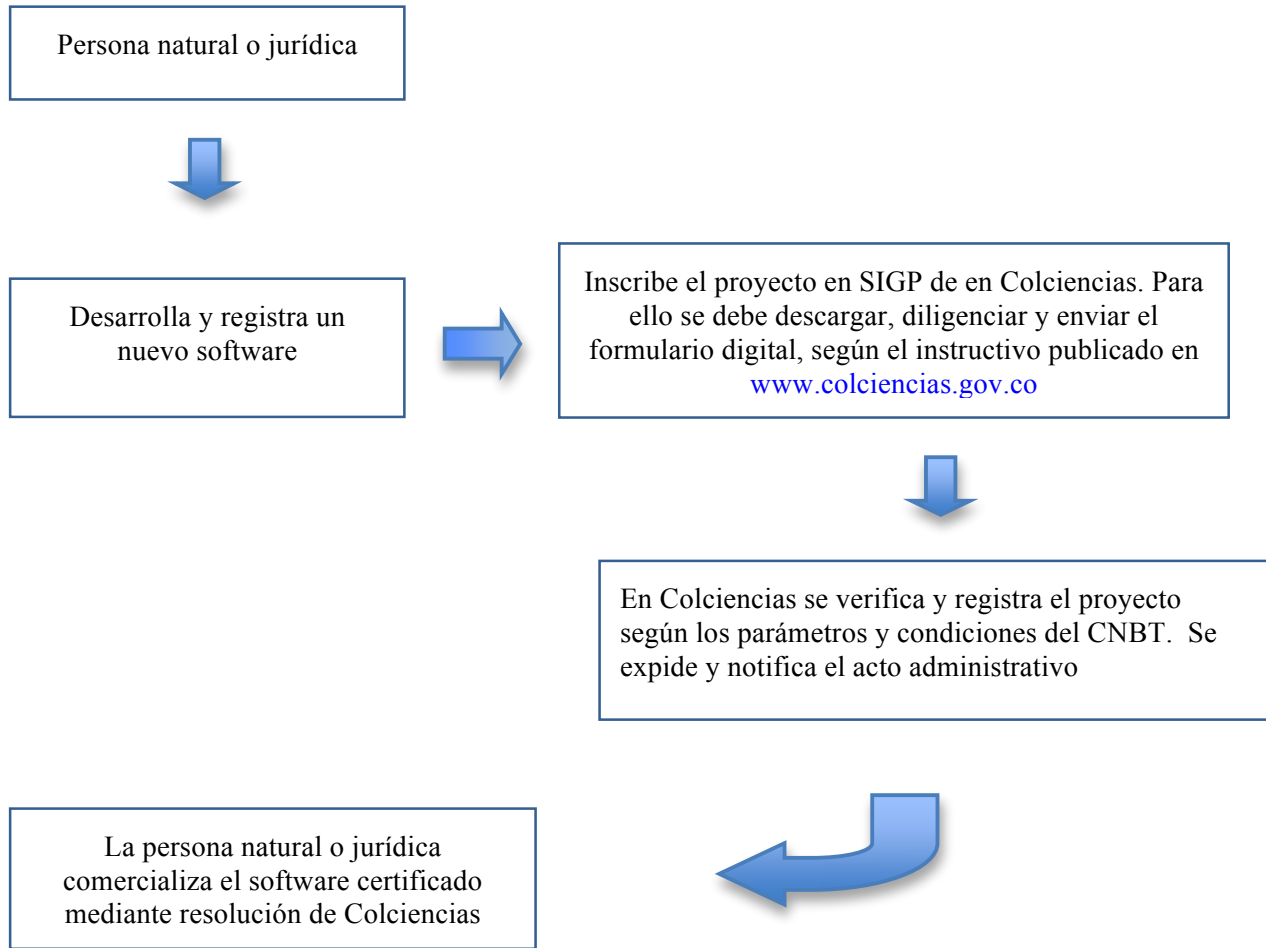 Persona natural o jurídica
Desarrolla y registra un
nuevo software
Inscribe el proyecto en SIGP de en Colciencias. Para
ello se debe descargar, diligenciar y enviar el
formulario digital, según el instructivo publicado en
www.colciencias.gov.co
En Colciencias se verifica y registra el proyecto
según los parámetros y condiciones del CNBT.  Se
expide y notifica el acto administrativo
La persona natural o jurídica
comercializa el software certificado
mediante resolución de Colciencias